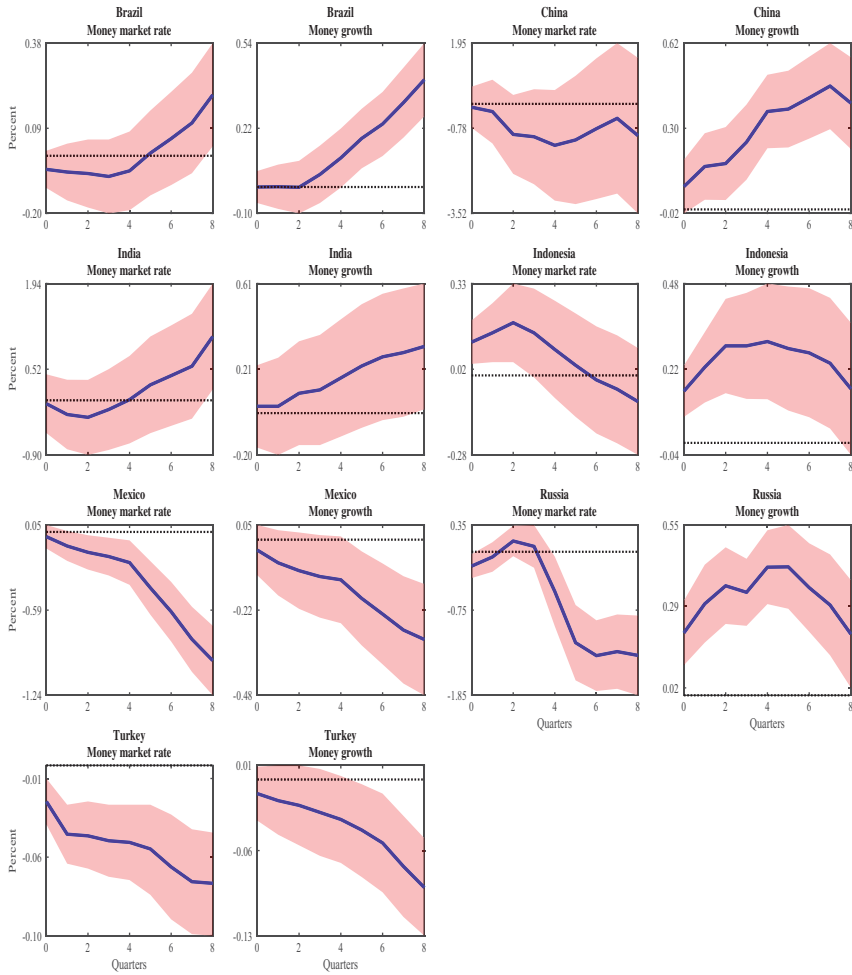 Brazil
Money market rate
0.38
0.09
-0.20
Percent
0 2 4 6 8
Brazil
Money growth
0.54
0.22
-0.10
0 2 4 6 8
China
Money market rate
1.95
-0.78
-3.52
0 2 4 6 8
China
Money growth
0.62
0.30
-0.02
0 2 4 6 8
India
Money market rate
1.94
0.52
-0.90
Percent
0 2 4 6 8
India
Money growth
0.61
0.21
-0.20
0 2 4 6 8
Indonesia
Money market rate
0.33
0.02
-0.28
0 2 4 6 8
Indonesia
Money growth
0.48
0.22
-0.04
0 2 4 6 8
Mexico
Money market rate
0.05
-0.59
-1.24
0 2 4 6 8
Mexico
Money growth
0.05
-0.22
-0.48
0 2 4 6 8
Russia
Money market rate
0.35
-0.75
-1.85
0 2 4 6 8
Quarters
Russia
Money growth
0.55
0.29
0.02
0 2 4 6 8
Quarters
Turkey
Money market rate
-0.01
-0.06
-0.10
Percent
0 2 4 6 8
Quarters
Turkey
Money growth
0.01
-0.06
-0.13
0 2 4 6 8
Quarters